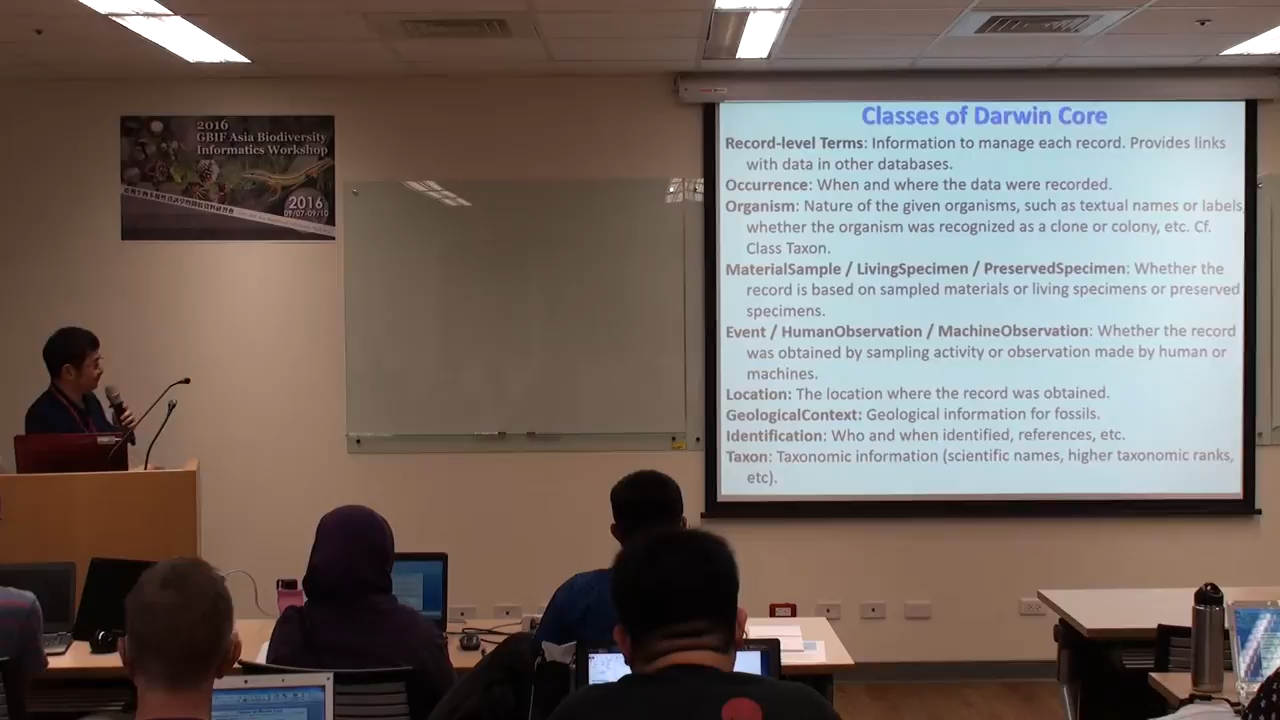 2016
GBIF Asia Biodiversity
Informatics Workshop
2016
09/07-09/10
Classes of Darwin Core
Record-level Terms: Information to manage each record. Provides links
with data in other databases.
Occurrence: When and where the data were recorded.
Organism: Nature of the given organisms, such as textual names or labels,
whether the organism was recognized as a clone or colony, etc. Cf.
Class Taxon.
MaterialSample / LivingSpecimen / PreservedSpecimen: Whether the
record is based on sampled materials or living specimens or preserved
specimens.
Event / HumanObservation / MachineObservation: Whether the record
was obtained by sampling activity or observation made by human or
machines.
Location: The location where the record was obtained.
GeologicalContext: Geological information for fossils.
Identification: Who and when identified, references, etc.
Taxon: Taxonomic information (scientific names, higher taxonomic ranks,
etc).